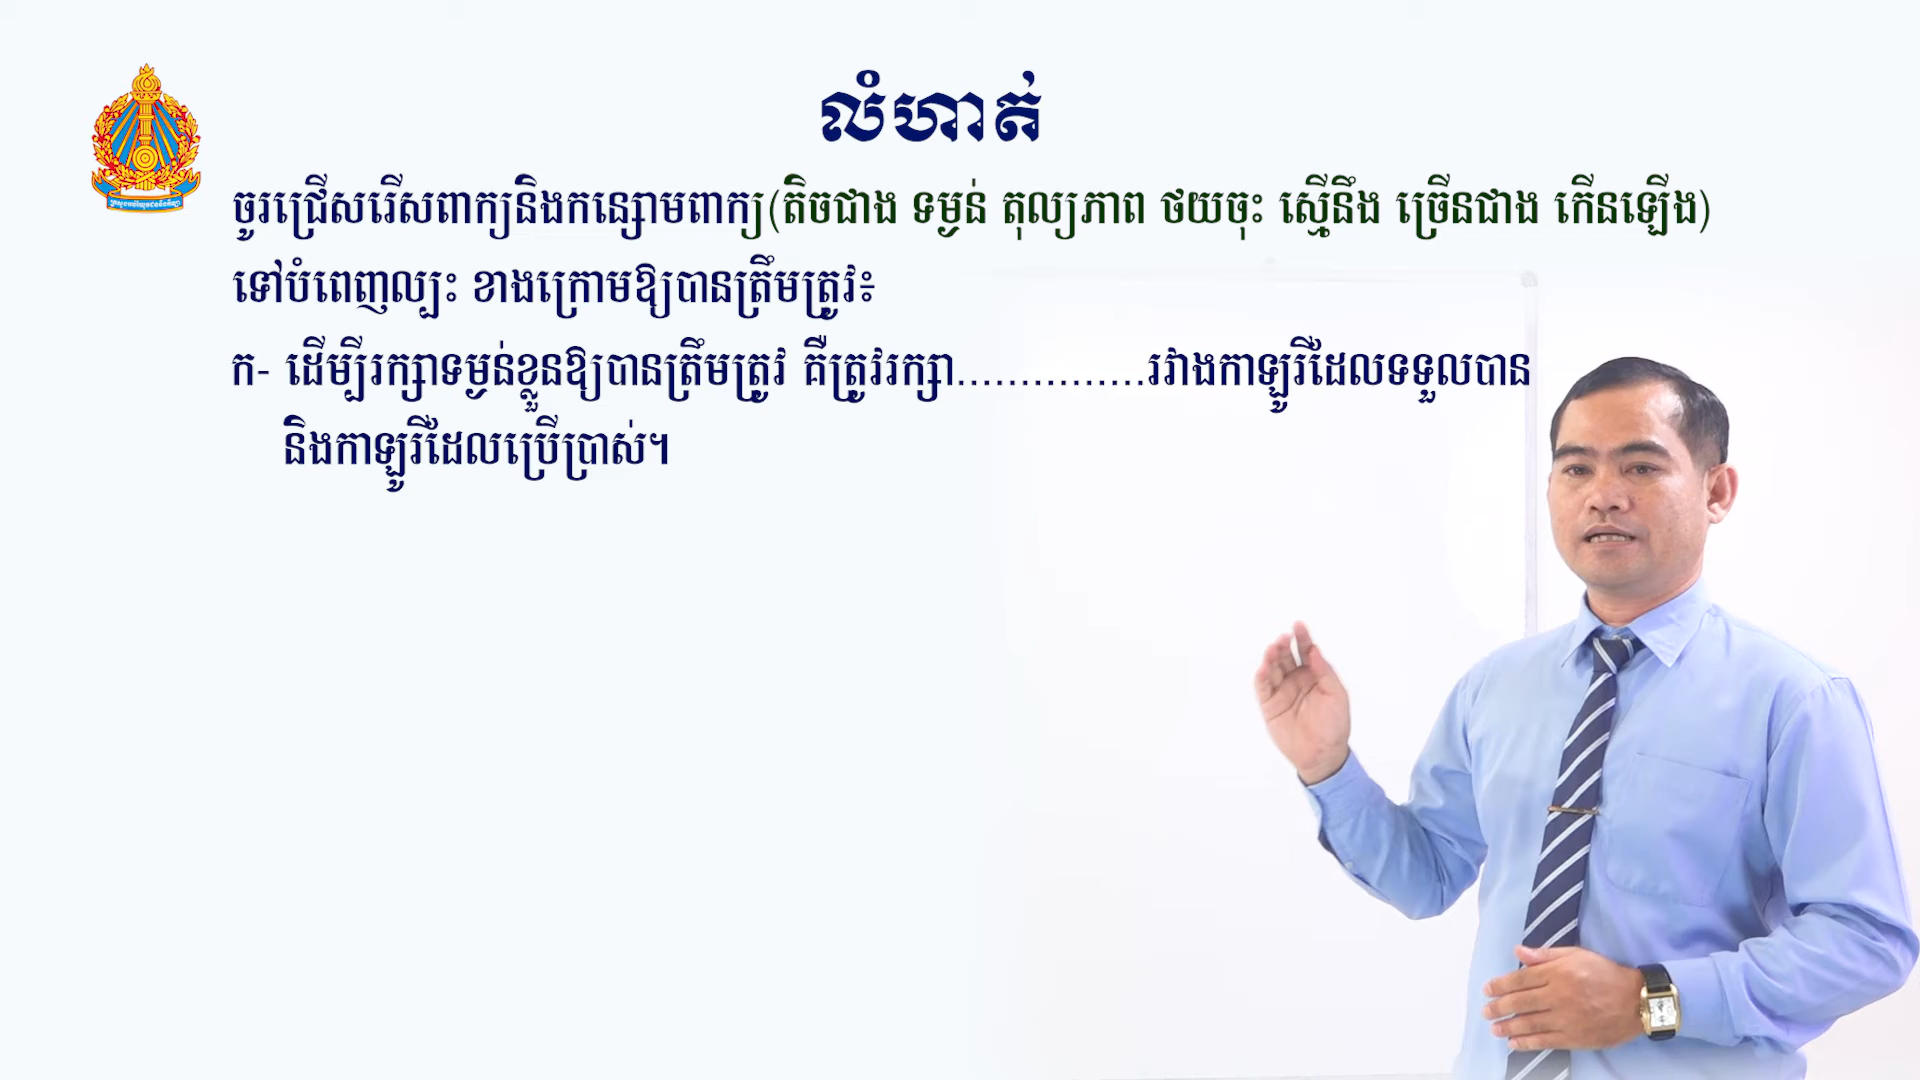 លំហាត់
ចូរជ្រើសរើសពាក្យនិងកន្សោមពាក្យ(តិចជាង ទម្ងន់ តុល្យភាព ថយចុះ ស្មើនឹង ច្រើនជាង កើនឡើង)
ទៅបំពេញល្បះ ខាងក្រោមឱ្យបានត្រឹមត្រូវ៖
ក- ដើម្បីរក្សាទម្ងន់ខ្លួនឱ្យបានត្រឹមត្រូវ គឺត្រូវរក្សា...............រវាងកាឡូរីដែលទទួលបាន
និងកាឡូរីដែលប្រើប្រាស់។